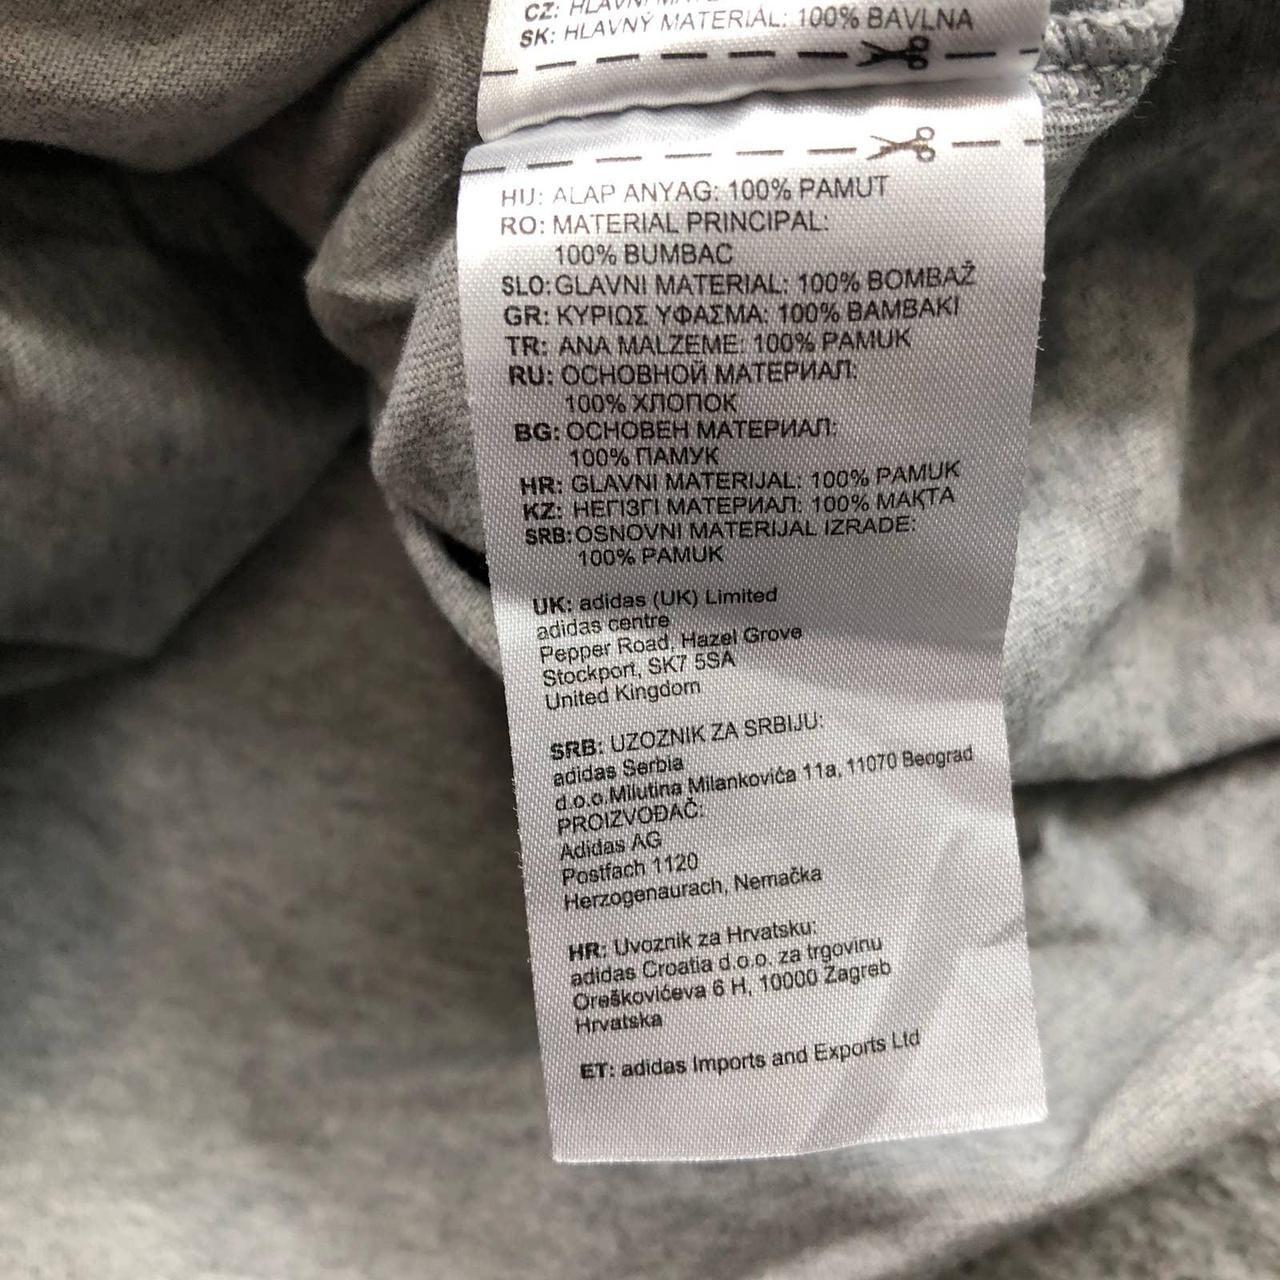 CZ: HLAVNÍ
SK: HLAVNÝ MATERIÁL: 100% BAVLNA
HU: ALAP ANYAG: 100% PAMUT
RO: MATERIAL PRINCIPAL:
100% BUMBAC
SLO: GLAVNI MATERIAL: 100% BOMBAŽ
GR: ΚΥΡΙΩΣ ΥΦΑΣΜΑ: 100% ΒΑΜΒΑΚΙ
TR: ANA MALZEME: 100% PAMUK
RU: ОСНОВНОЙ МАТЕРИАЛ:
100% ХЛОПОК
BG: ОСНОВЕН МАТЕРИАЛ:
100% ПАМУК
HR: GLAVNI MATERIJAL: 100% PAMUK
KZ: НЕГІЗГІ МАТЕРИАЛ: 100% МАҚТА
SRB: OSNOVNI MATERIJAL IZRADE:
100% PAMUK
UK: adidas (UK) Limited
adidas centre
Pepper Road, Hazel Grove
Stockport, SK7 5SA
United Kingdom
SRB: UZOZNIK ZA SRBIJU:
adidas Serbia
d.o.o.Milutina Milankovića 11a, 11070 Beograd
PROIZVOĐAČ:
Adidas AG
Postfach 1120
Herzogenaurach, Nemačka
HR: Uvoznik za Hrvatsku:
adidas Croatia d.o.o. za trgovinu
Oreškovićeva 6 H, 10000 Zagreb
Hrvatska
ET: adidas Imports and Exports Ltd